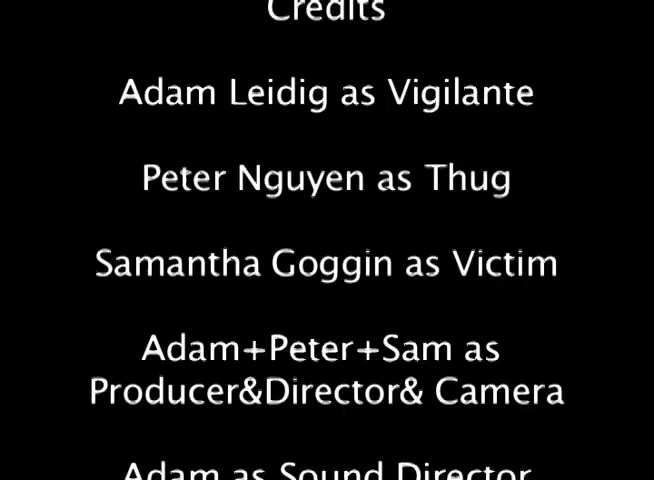 Credits
Adam Leidig as Vigilante
Peter Nguyen as Thug
Samantha Goggin as Victim
Adam+Peter+Sam as
Producer&Director& Camera
Adam as Sound Director